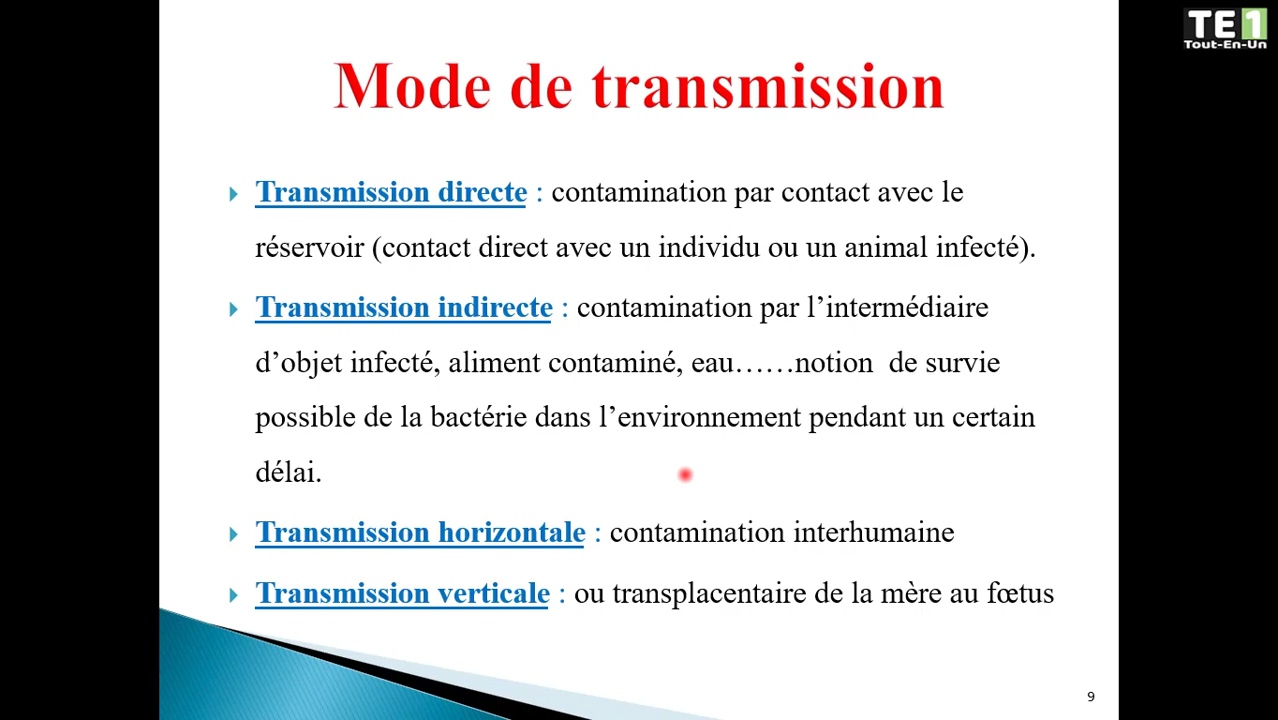 TE1
Tout-En-Un
Mode de transmission
Transmission directe : contamination par contact avec le
réservoir (contact direct avec un individu ou un animal infecté).
Transmission indirecte : contamination par l’intermédiaire
d’objet infecté, aliment contaminé, eau……notion de survie
possible de la bactérie dans l’environnement pendant un certain
délai.
Transmission horizontale : contamination interhumaine
Transmission verticale : ou transplacentaire de la mère au fœtus
9